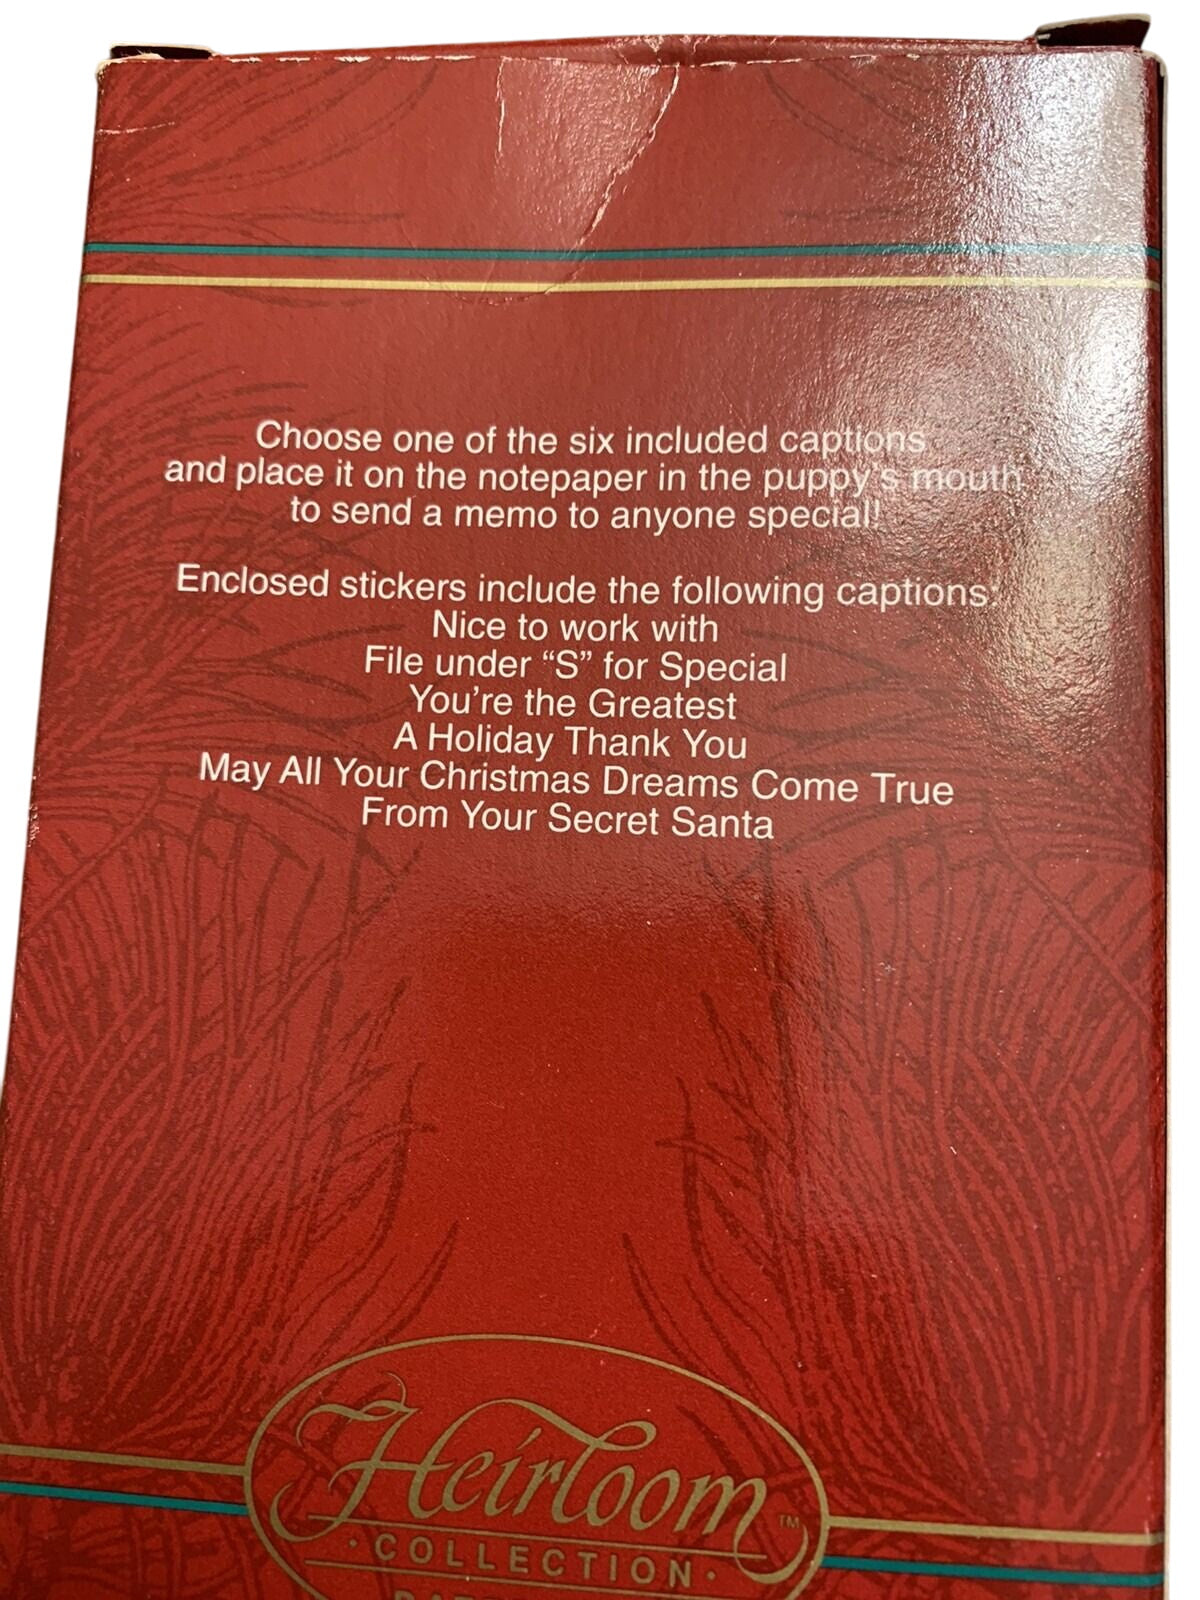 Choose one of the six included captions
and place it on the notepaper in the puppy's mouth
to send a memo to anyone special!
Enclosed stickers include the following captions:
Nice to work with
File under “S” for Special
You're the Greatest
A Holiday Thank You
May All Your Christmas Dreams Come True
From Your Secret Santa
Heirloom™
·COLLECTION·